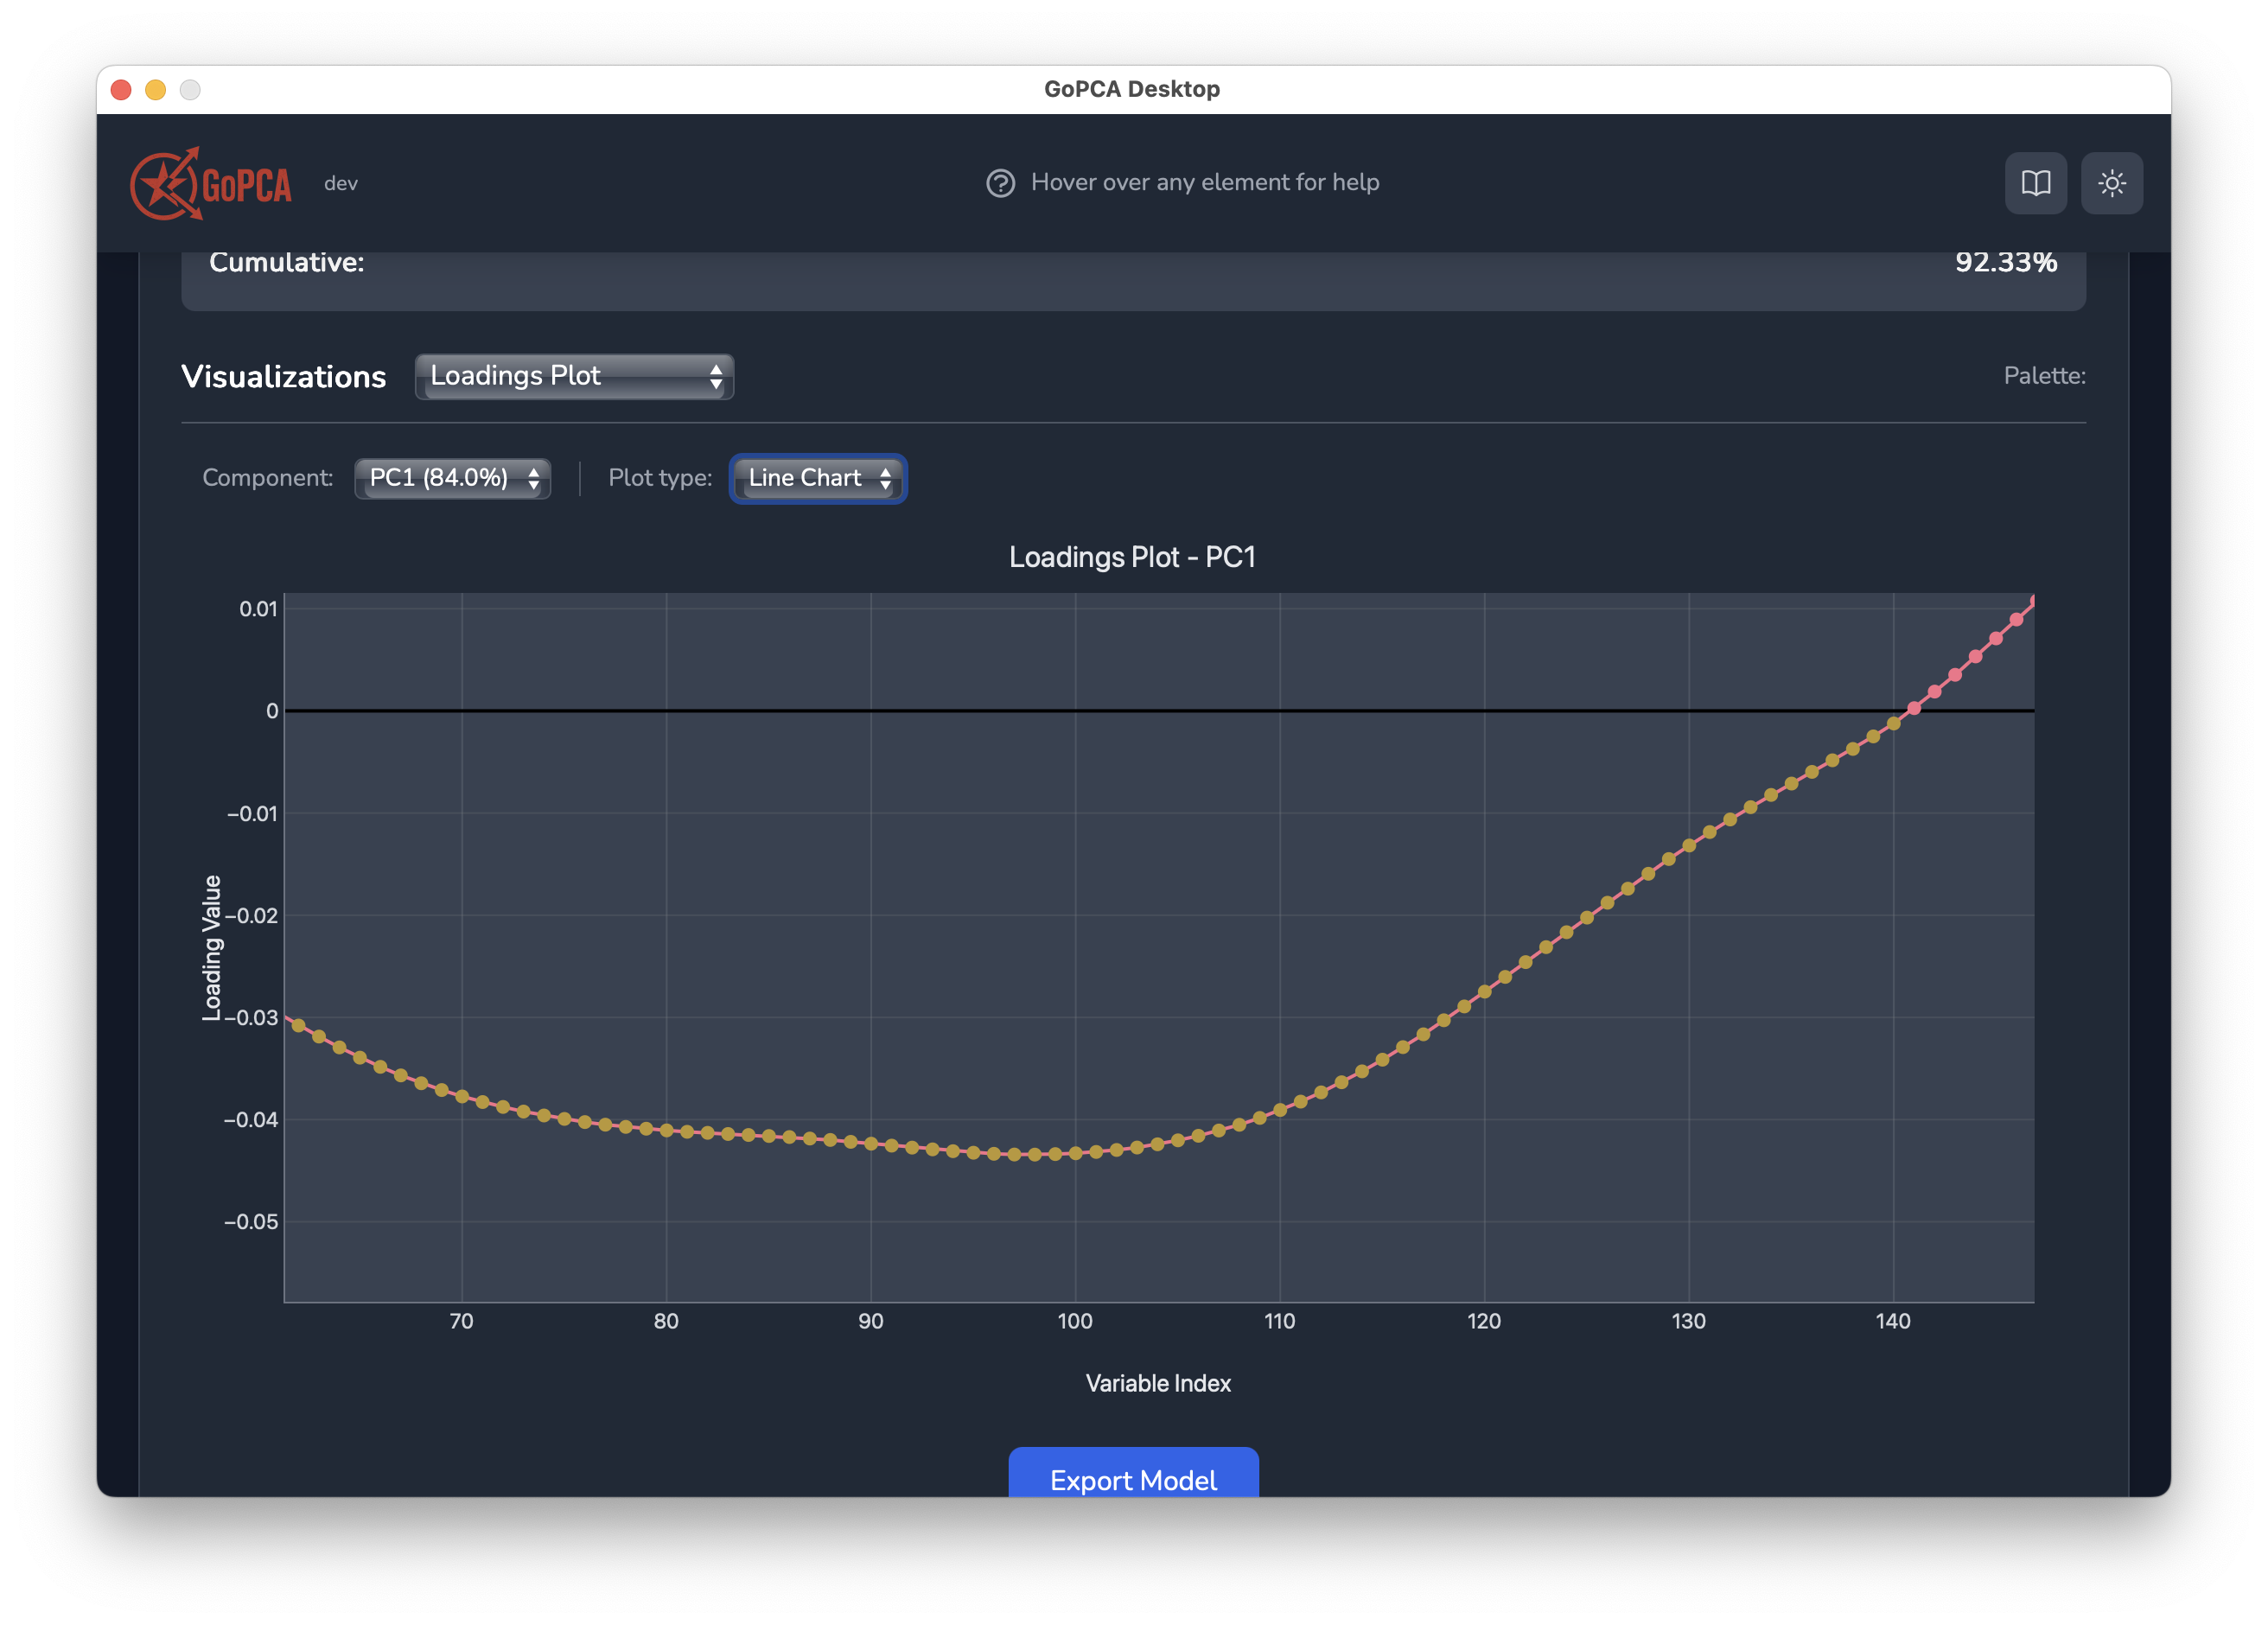 GoPCA Desktop
GoPCA dev
Hover over any element for help
Cumulative: 92.33%
Visualizations Loadings Plot Palette:
Component: PC1 (84.0%) Plot type: Line Chart
Loadings Plot - PC1
0.01
0
−0.01
−0.02
−0.03
−0.04
−0.05
Loading Value
70 80 90 100 110 120 130 140
Variable Index
Export Model